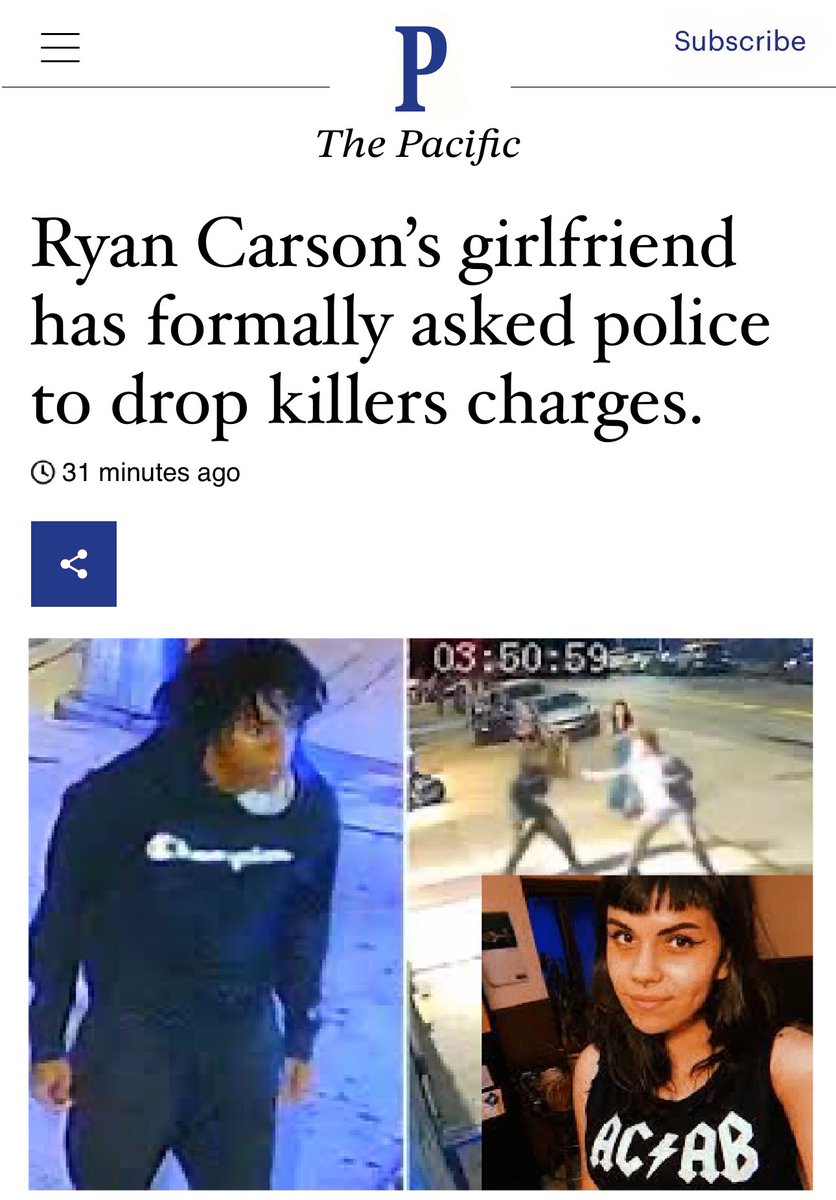 P
Subscribe
The Pacific
Ryan Carson’s girlfriend
has formally asked police
to drop killers charges.
31 minutes ago
03:50:59
Champion
AC⚡AB